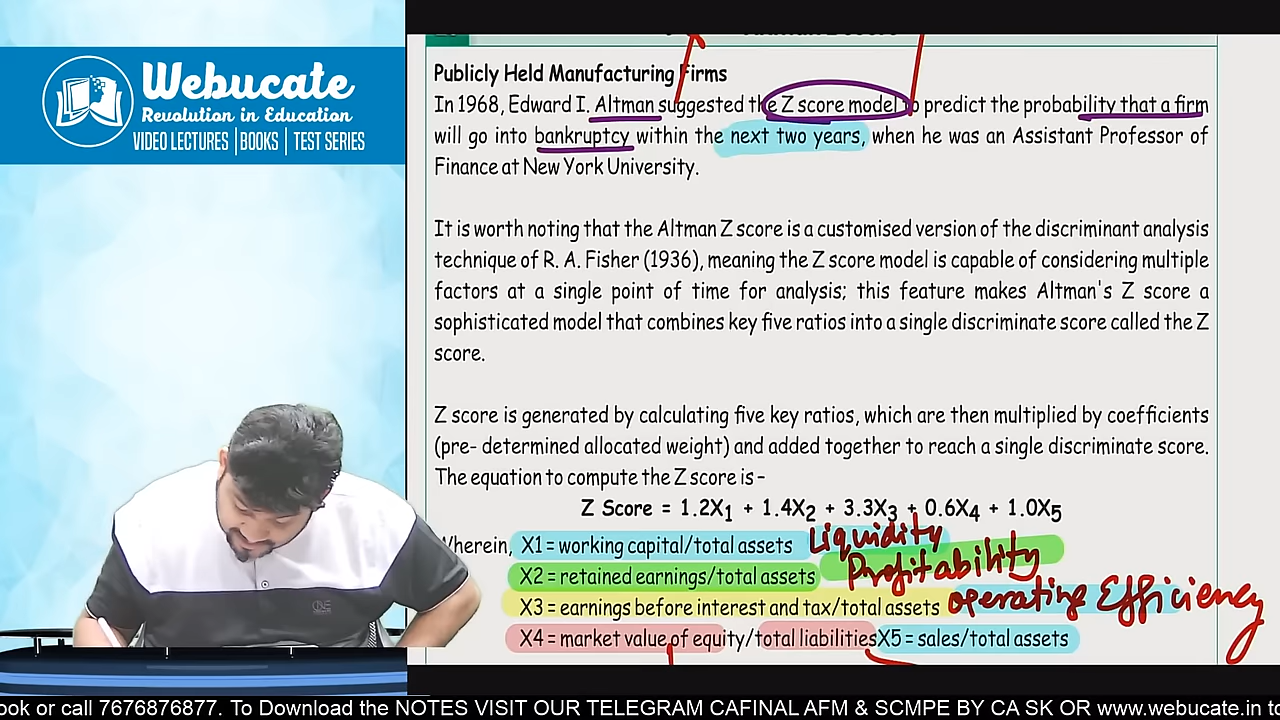 Webucate
Revolution in Education
VIDEO LECTURES | BOOKS | TEST SERIES
Publicly Held Manufacturing Firms
In 1968, Edward I. Altman suggested the Z score model to predict the probability that a firm
will go into bankruptcy within the next two years, when he was an Assistant Professor of
Finance at New York University.
It is worth noting that the Altman Z score is a customised version of the discriminant analysis
technique of R. A. Fisher (1936), meaning the Z score model is capable of considering multiple
factors at a single point of time for analysis; this feature makes Altman's Z score a
sophisticated model that combines key five ratios into a single discriminate score called the Z
score.
Z score is generated by calculating five key ratios, which are then multiplied by coefficients
(pre- determined allocated weight) and added together to reach a single discriminate score.
The equation to compute the Z score is –
Z Score = 1.2X1 + 1.4X2 + 3.3X3 + 0.6X4 + 1.0X5
Wherein, X1 = working capital/total assets Liquidity
X2 = retained earnings/total assets Profitability
X3 = earnings before interest and tax/total assets operating Efficiency
X4 = market value of equity/total liabilities X5 = sales/total assets
ook or call 7676876877. To Download the NOTES VISIT OUR TELEGRAM CAFINAL AFM & SCMPE BY CA SK OR www.webucate.in to